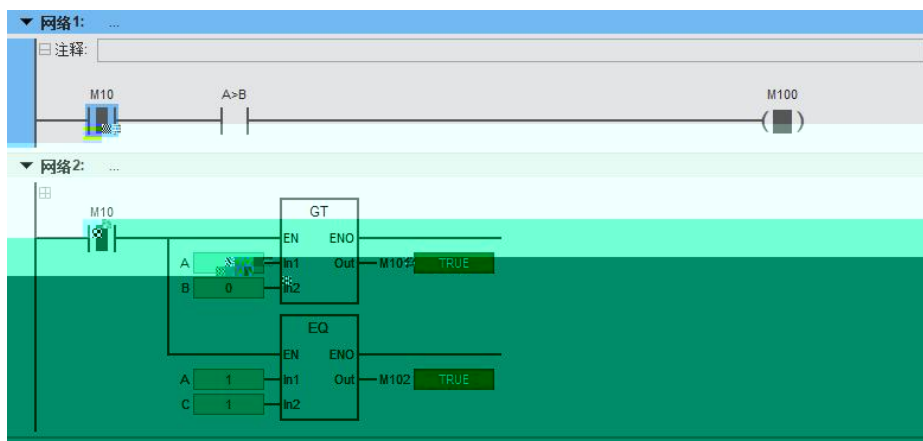 网络1: ...
注释:
M10 A>B M100
网络2: ...
M10
GT
EN ENO
A In1 Out M101 TRUE
B 0 In2
EQ
EN ENO
A 1 In1 Out M102 TRUE
C 1 In2